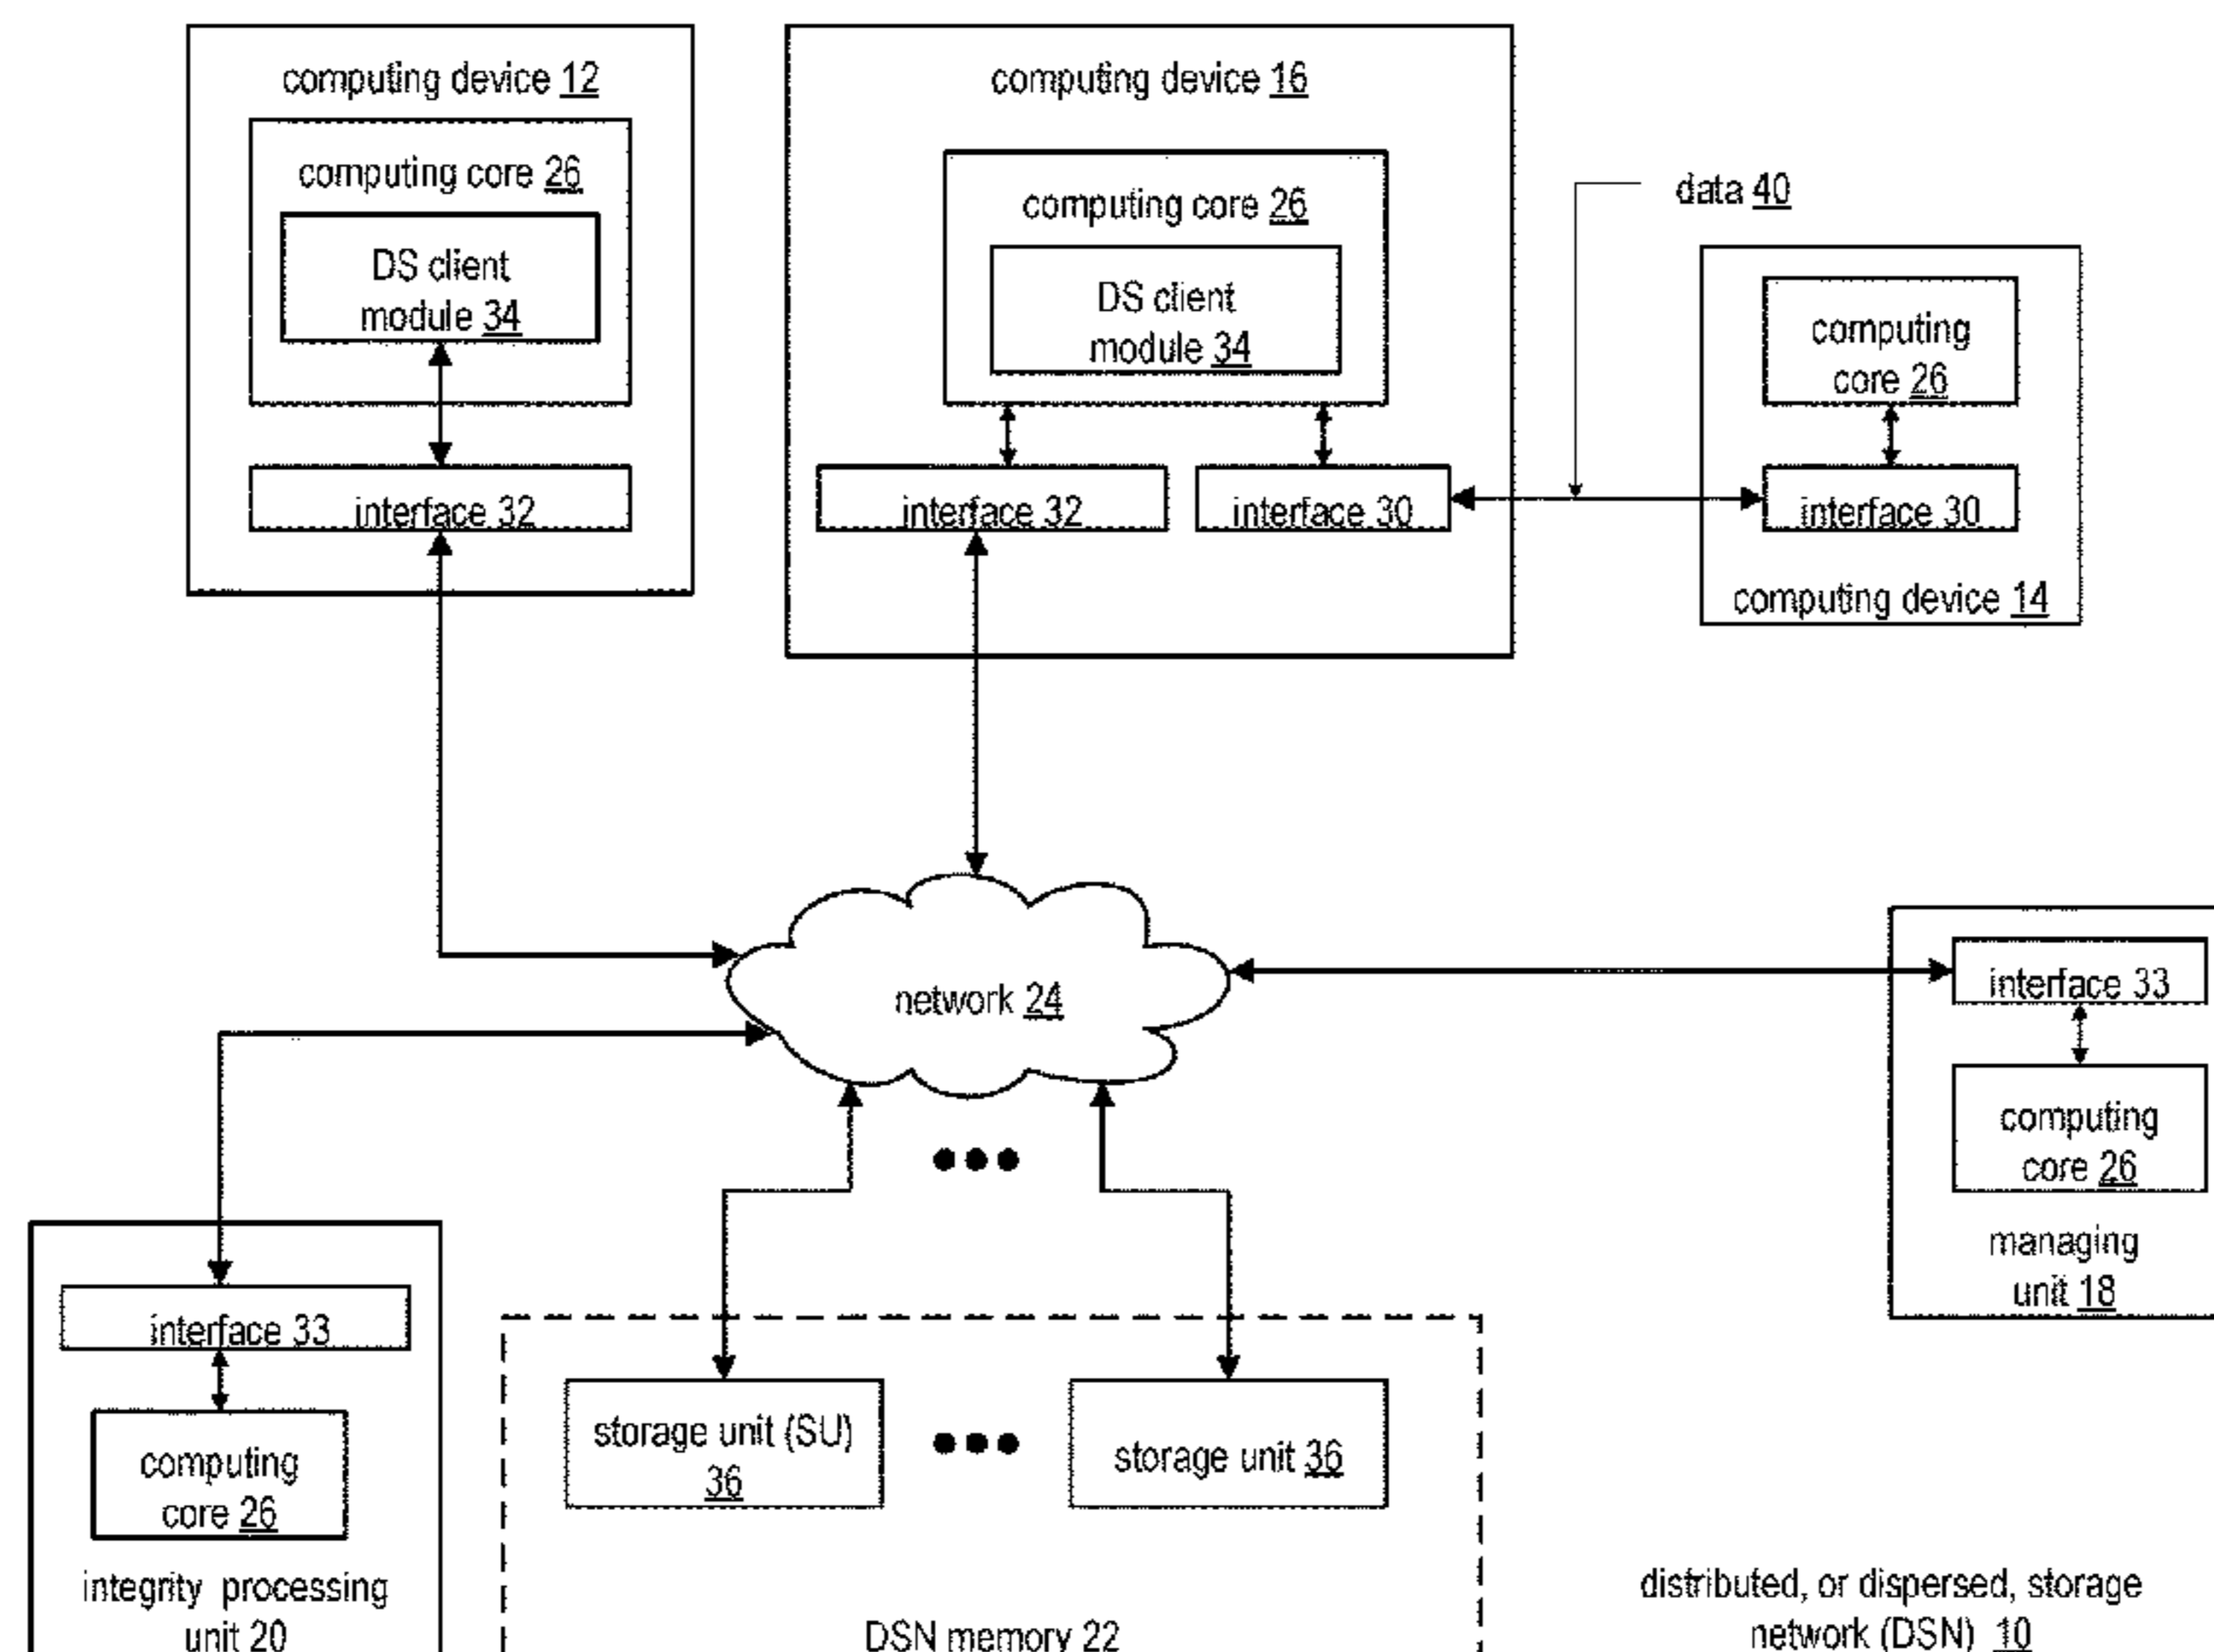 computing device 12
computing core 26
DS client
module 34
interface 32
computing device 16
computing core 26
DS client
module 34
interface 32
interface 30
data 40
computing
core 26
interface 30
computing device 14
network 24
interface 33
computing
core 26
managing
unit 18
interface 33
computing
core 26
integrity processing
unit 20
storage unit (SU)
36
storage unit 36
DSN memory 22
distributed, or dispersed, storage
network (DSN) 10